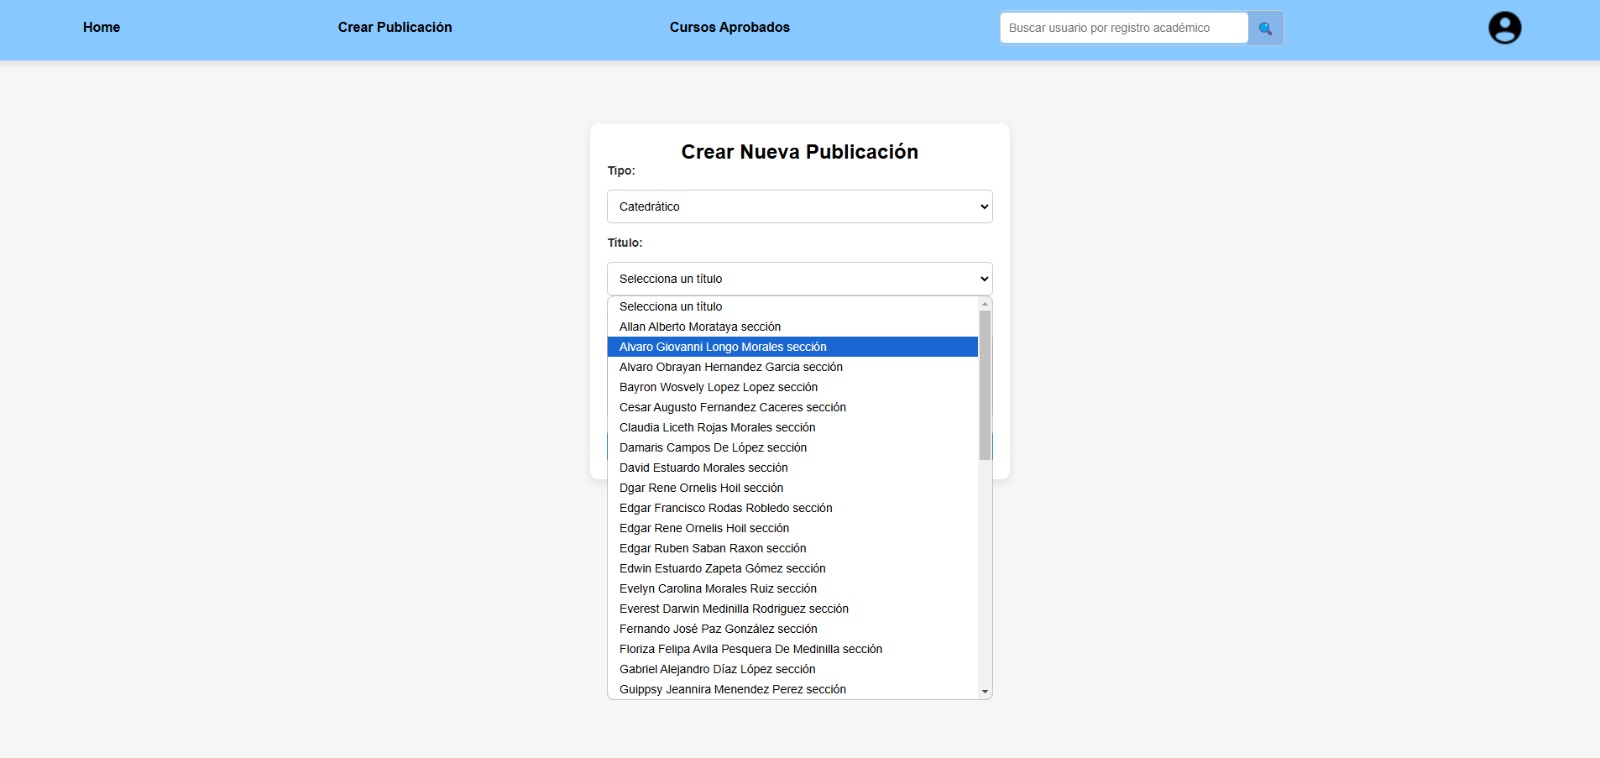 Home
Crear Publicación
Cursos Aprobados
Buscar usuario por registro académico
Crear Nueva Publicación
Tipo:
Catedrático
Título:
Selecciona un título
Selecciona un título
Allan Alberto Morataya sección
Alvaro Giovanni Longo Morales sección
Alvaro Obrayan Hernandez Garcia sección
Bayron Wosvely Lopez Lopez sección
Cesar Augusto Fernandez Caceres sección
Claudia Liceth Rojas Morales sección
Damaris Campos De López sección
David Estuardo Morales sección
Dgar Rene Ornelis Hoil sección
Edgar Francisco Rodas Robledo sección
Edgar Rene Ornelis Hoil sección
Edgar Ruben Saban Raxon sección
Edwin Estuardo Zapeta Gómez sección
Evelyn Carolina Morales Ruiz sección
Everest Darwin Medinilla Rodriguez sección
Fernando José Paz González sección
Floriza Felipa Avila Pesquera De Medinilla sección
Gabriel Alejandro Díaz López sección
Guippsy Jeannira Menendez Perez sección